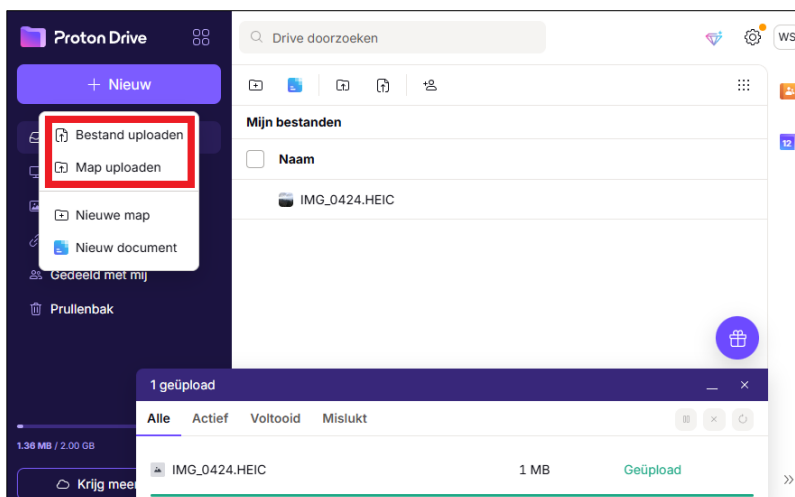 Proton Drive
Drive doorzoeken
WS
+ Nieuw
Bestand uploaden
Map uploaden
Nieuwe map
Nieuw document
Gedeeld met mij
Prullenbak
Mijn bestanden
Naam
IMG_0424.HEIC
12
1 geüpload
Alle Actief Voltooid Mislukt
1.36 MB / 2.00 GB
IMG_0424.HEIC 1 MB Geüpload
Krijg meer